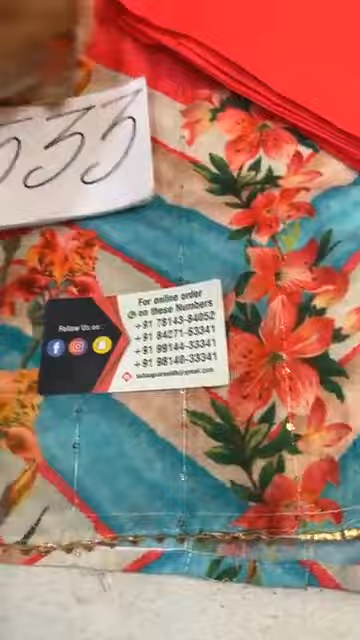 533
Follow Us on:
For online order
on these Numbers
+91 78143-84052
+91 84271-63341
+91 99144-33341
+91 98146-33341